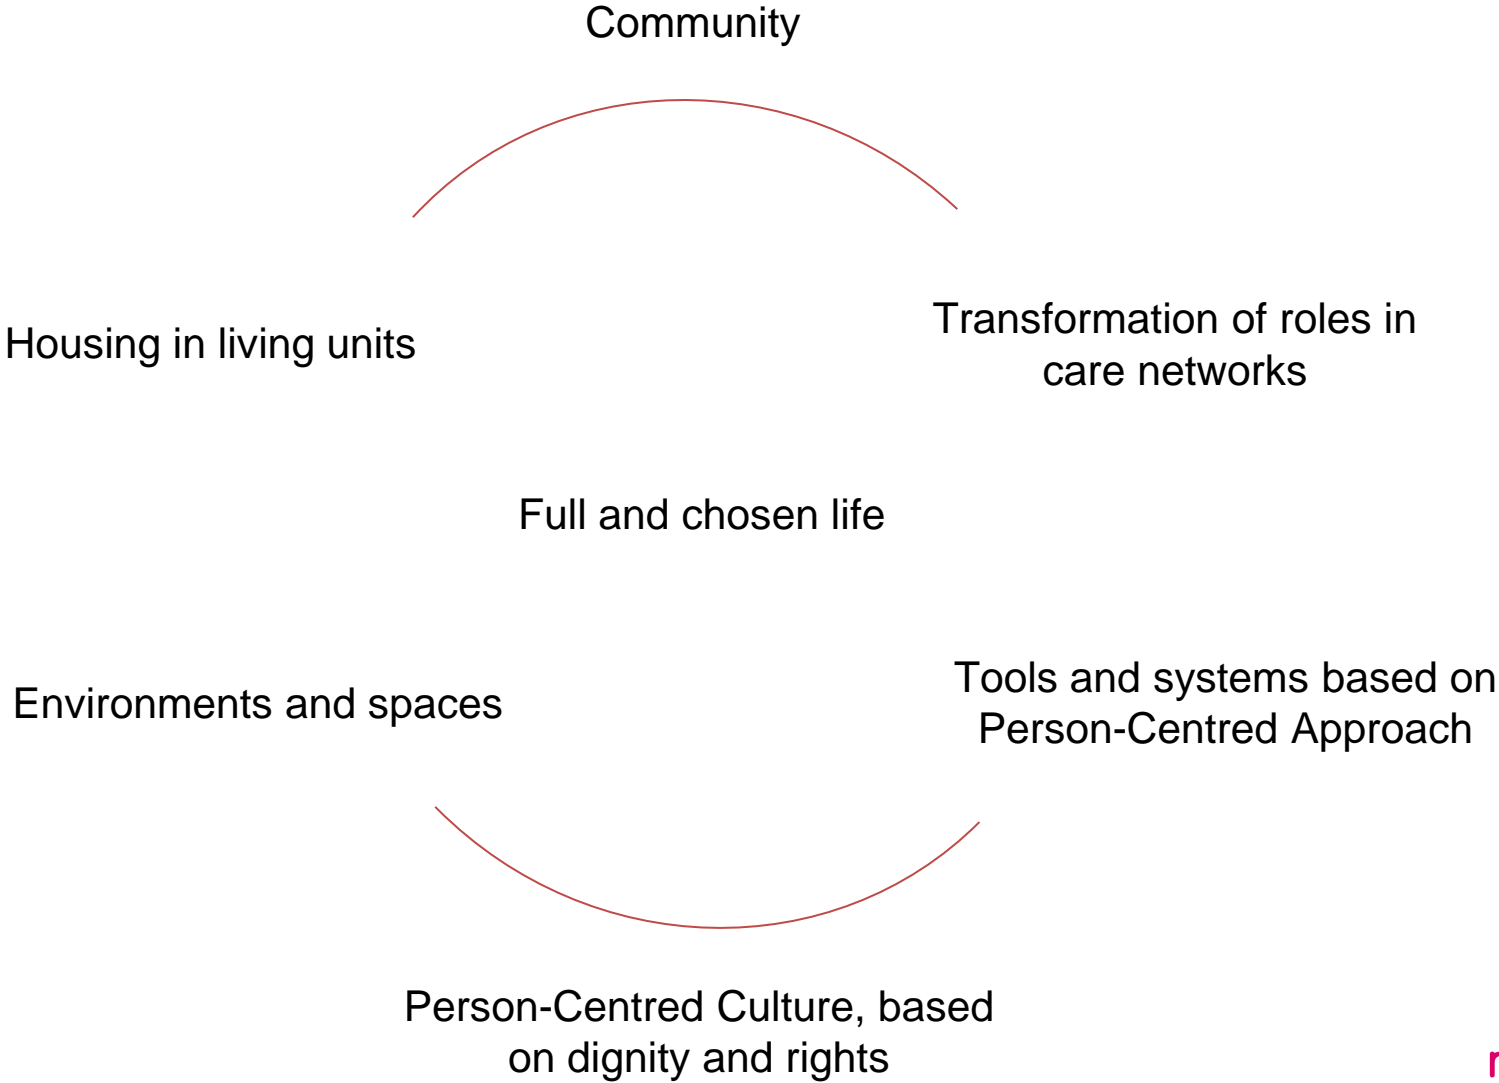 Community
Transformation of roles in
care networks
Housing in living units
Full and chosen life
Environments and spaces
Tools and systems based on
Person-Centred Approach
Person-Centred Culture, based
on dignity and rights